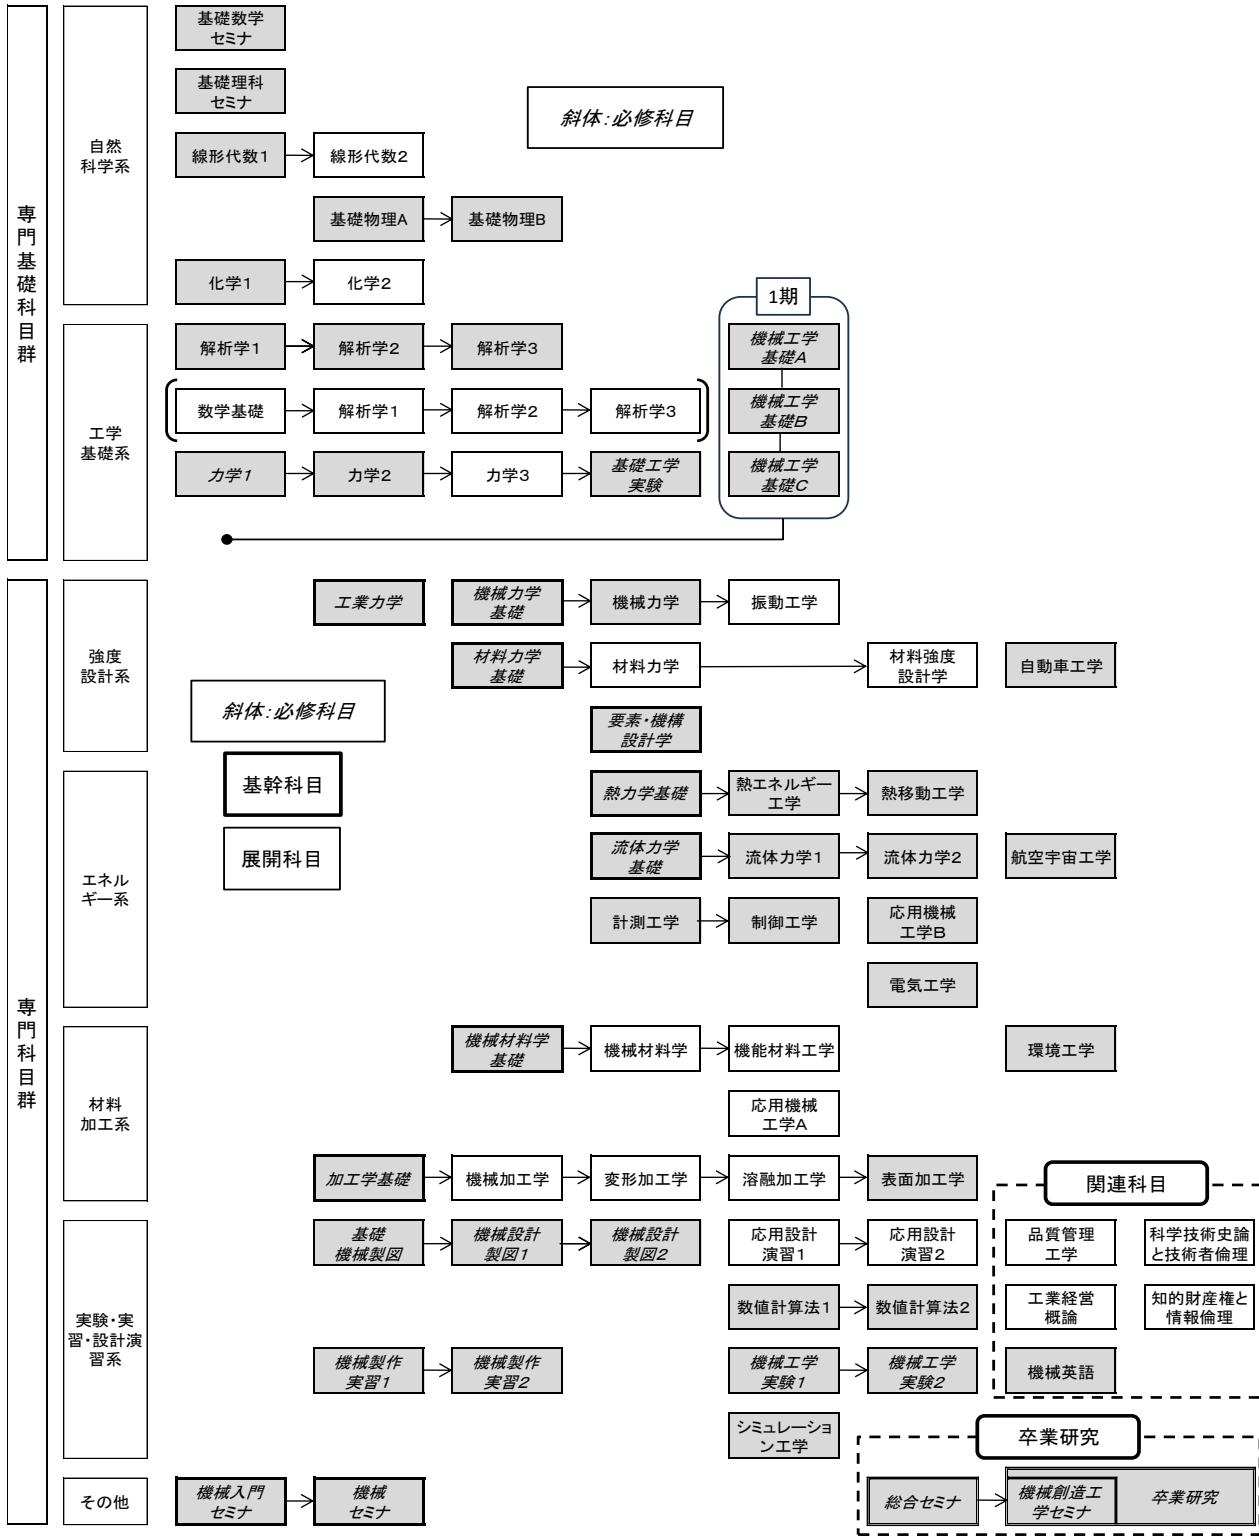 専門基礎科目群
自然
科学系
基礎数学
セミナ
基礎理科
セミナ
斜体：必修科目
線形代数1
線形代数2
基礎物理A
基礎物理B
化学1
化学2
工学
基礎系
1期
解析学1
解析学2
解析学3
機械工学
基礎A
数学基礎
解析学1
解析学2
解析学3
機械工学
基礎B
力学1
力学2
力学3
基礎工学
実験
機械工学
基礎C
専門科目群
強度
設計系
工業力学
機械力学
基礎
機械力学
振動工学
材料力学
基礎
材料力学
材料強度
設計学
自動車工学
斜体：必修科目
要素・機構
設計学
基幹科目
展開科目
エネル
ギー系
熱力学基礎
熱エネルギー
工学
熱移動工学
流体力学
基礎
流体力学1
流体力学2
航空宇宙工学
計測工学
制御工学
応用機械
工学B
電気工学
材料
加工系
機械材料学
基礎
機械材料学
機能材料工学
環境工学
応用機械
工学A
加工学基礎
機械加工学
変形加工学
溶融加工学
表面加工学
関連科目
実験・実
習・設計演
習系
基礎
機械製図
機械設計
製図1
機械設計
製図2
応用設計
演習1
応用設計
演習2
品質管理
工学
科学技術史論
と技術者倫理
数値計算法1
数値計算法2
工業経営
概論
知的財産権と
情報倫理
機械製作
実習1
機械製作
実習2
機械工学
実験1
機械工学
実験2
機械英語
シミュレーショ
ン工学
卒業研究
その他
機械入門
セミナ
機械
セミナ
総合セミナ
機械創造工
学セミナ
卒業研究